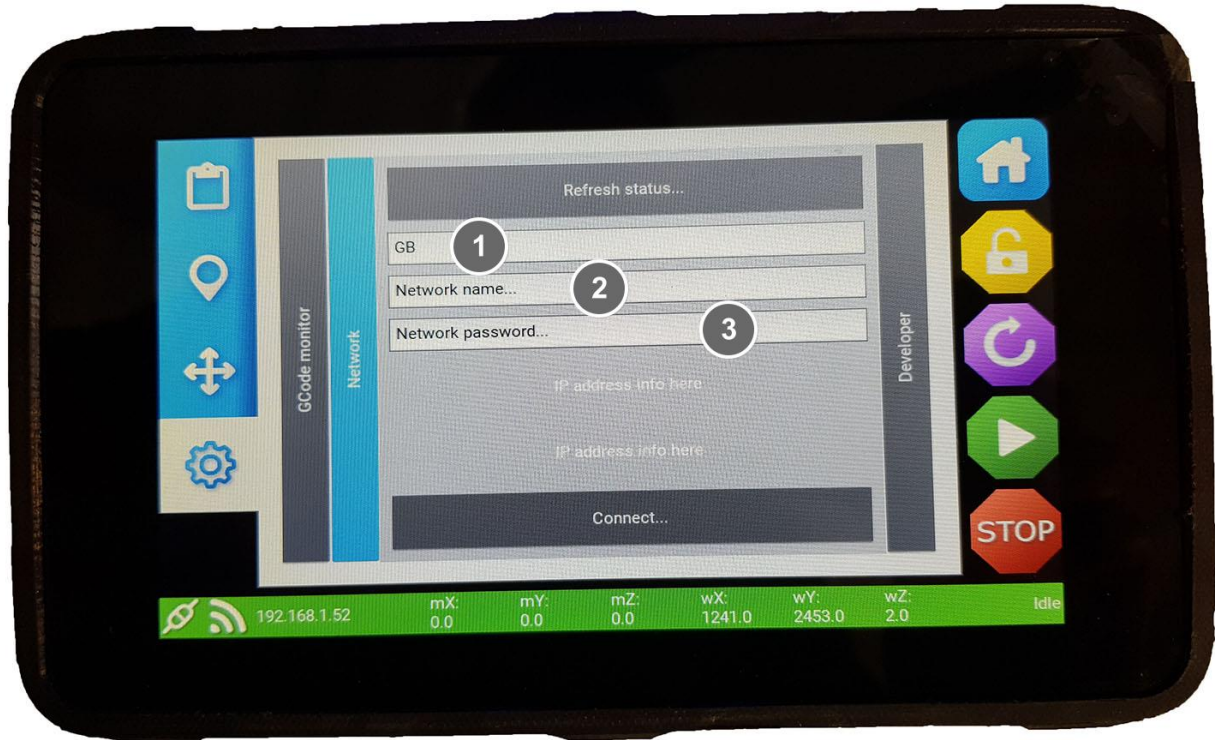 Refresh status...
GB
1
Network name...
2
Network password...
3
IP address info here
IP address info here
Connect...
GCode monitor
Network
Developer
STOP
192.168.1.52
mX:
0.0
mY:
0.0
mZ:
0.0
wX:
1241.0
wY:
2453.0
wZ:
2.0
Idle